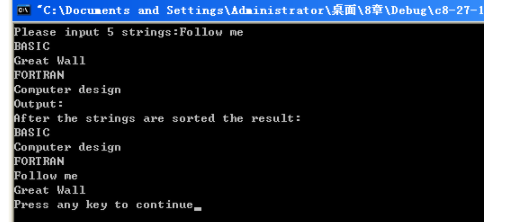 "C:\Documents and Settings\Administrator\桌面\8章\Debug\c8-27-1
Please input 5 strings:Follow me
BASIC
Great Wall
FORTRAN
Computer design
Output:
After the strings are sorted the result:
BASIC
Computer design
FORTRAN
Follow me
Great Wall
Press any key to continue_